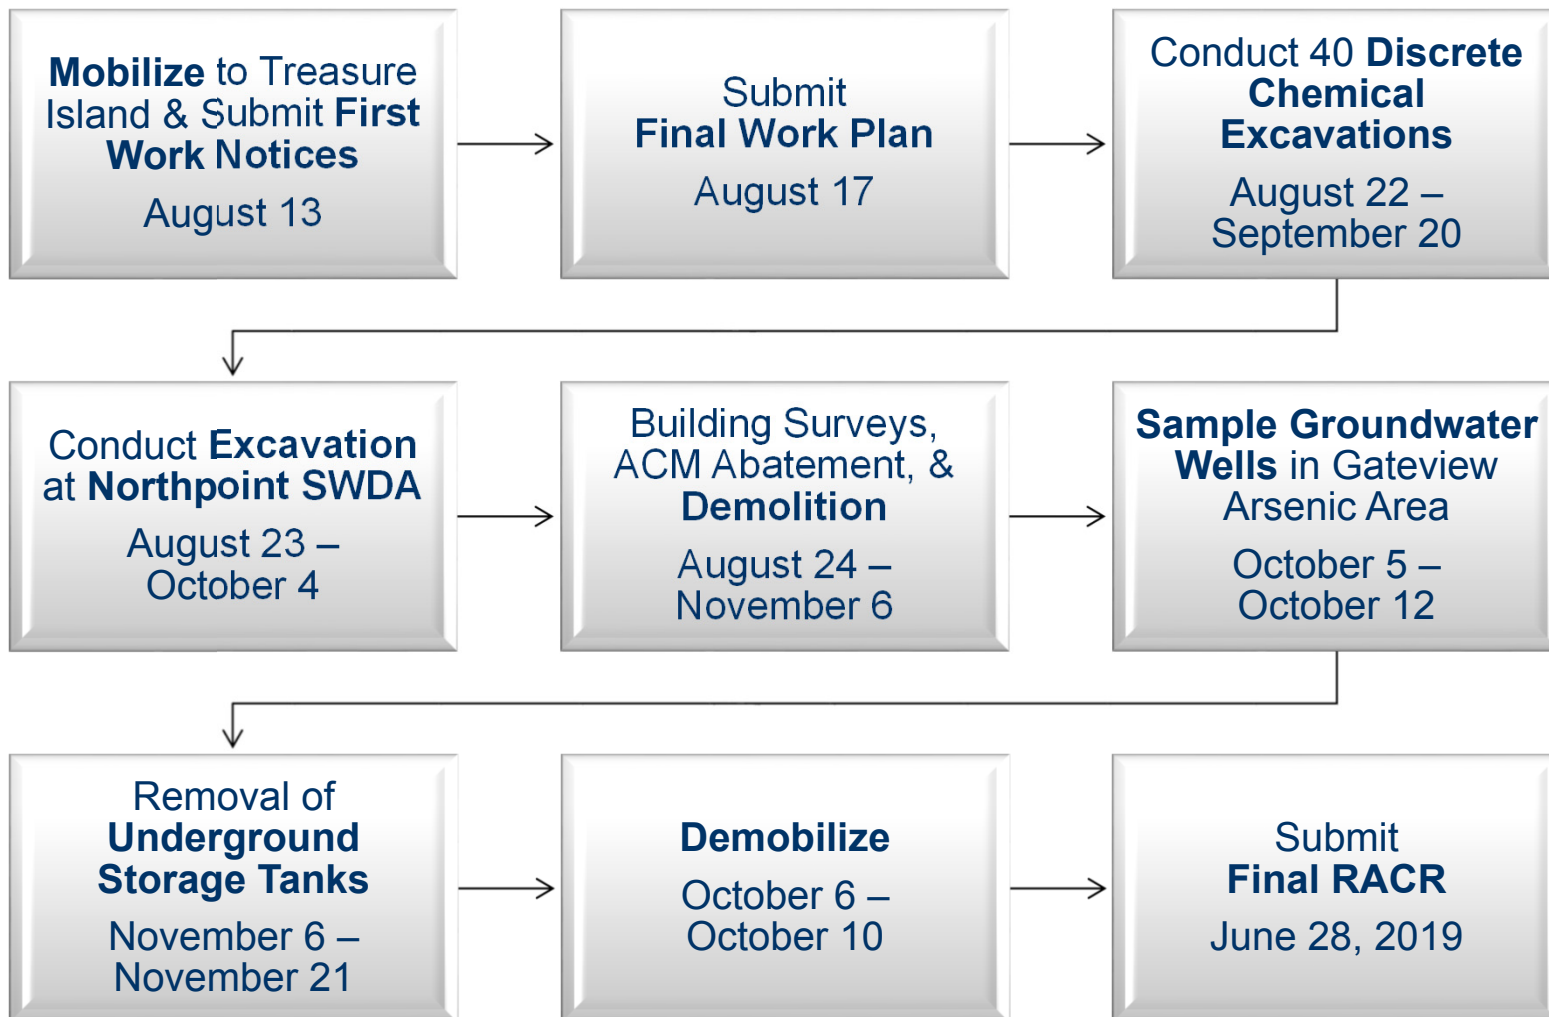 Mobilize to Treasure
Island & Submit First
Work Notices
August 13
Submit
Final Work Plan
August 17
Conduct 40 Discrete
Chemical
Excavations
August 22 –
September 20
Conduct Excavation
at Northpoint SWDA
August 23 –
October 4
Building Surveys,
ACM Abatement, &
Demolition
August 24 –
November 6
Sample Groundwater
Wells in Gateview
Arsenic Area
October 5 –
October 12
Removal of
Underground
Storage Tanks
November 6 –
November 21
Demobilize
October 6 –
October 10
Submit
Final RACR
June 28, 2019